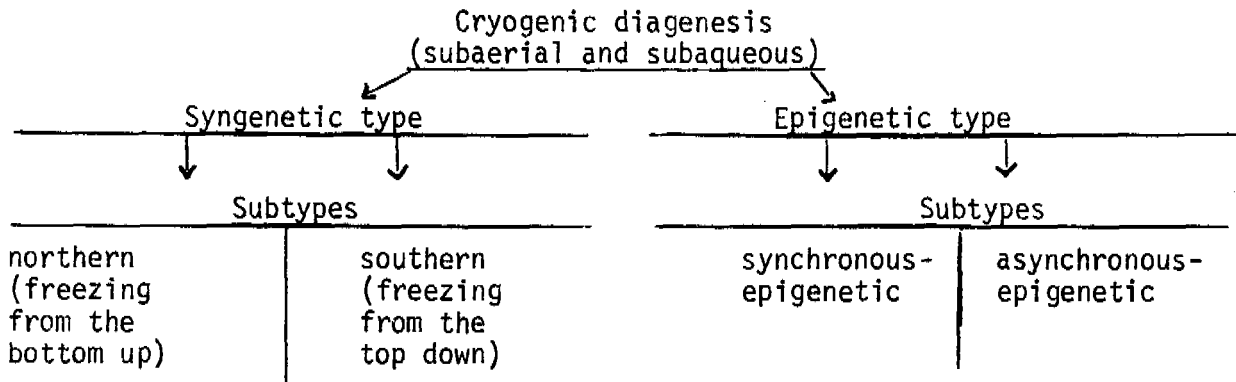 Cryogenic diagenesis
(subaerial and subaqueous)
Syngenetic type
Epigenetic type
Subtypes
Subtypes
northern
(freezing
from the
bottom up)
southern
(freezing
from the
top down)
synchronous-
epigenetic
asynchronous-
epigenetic